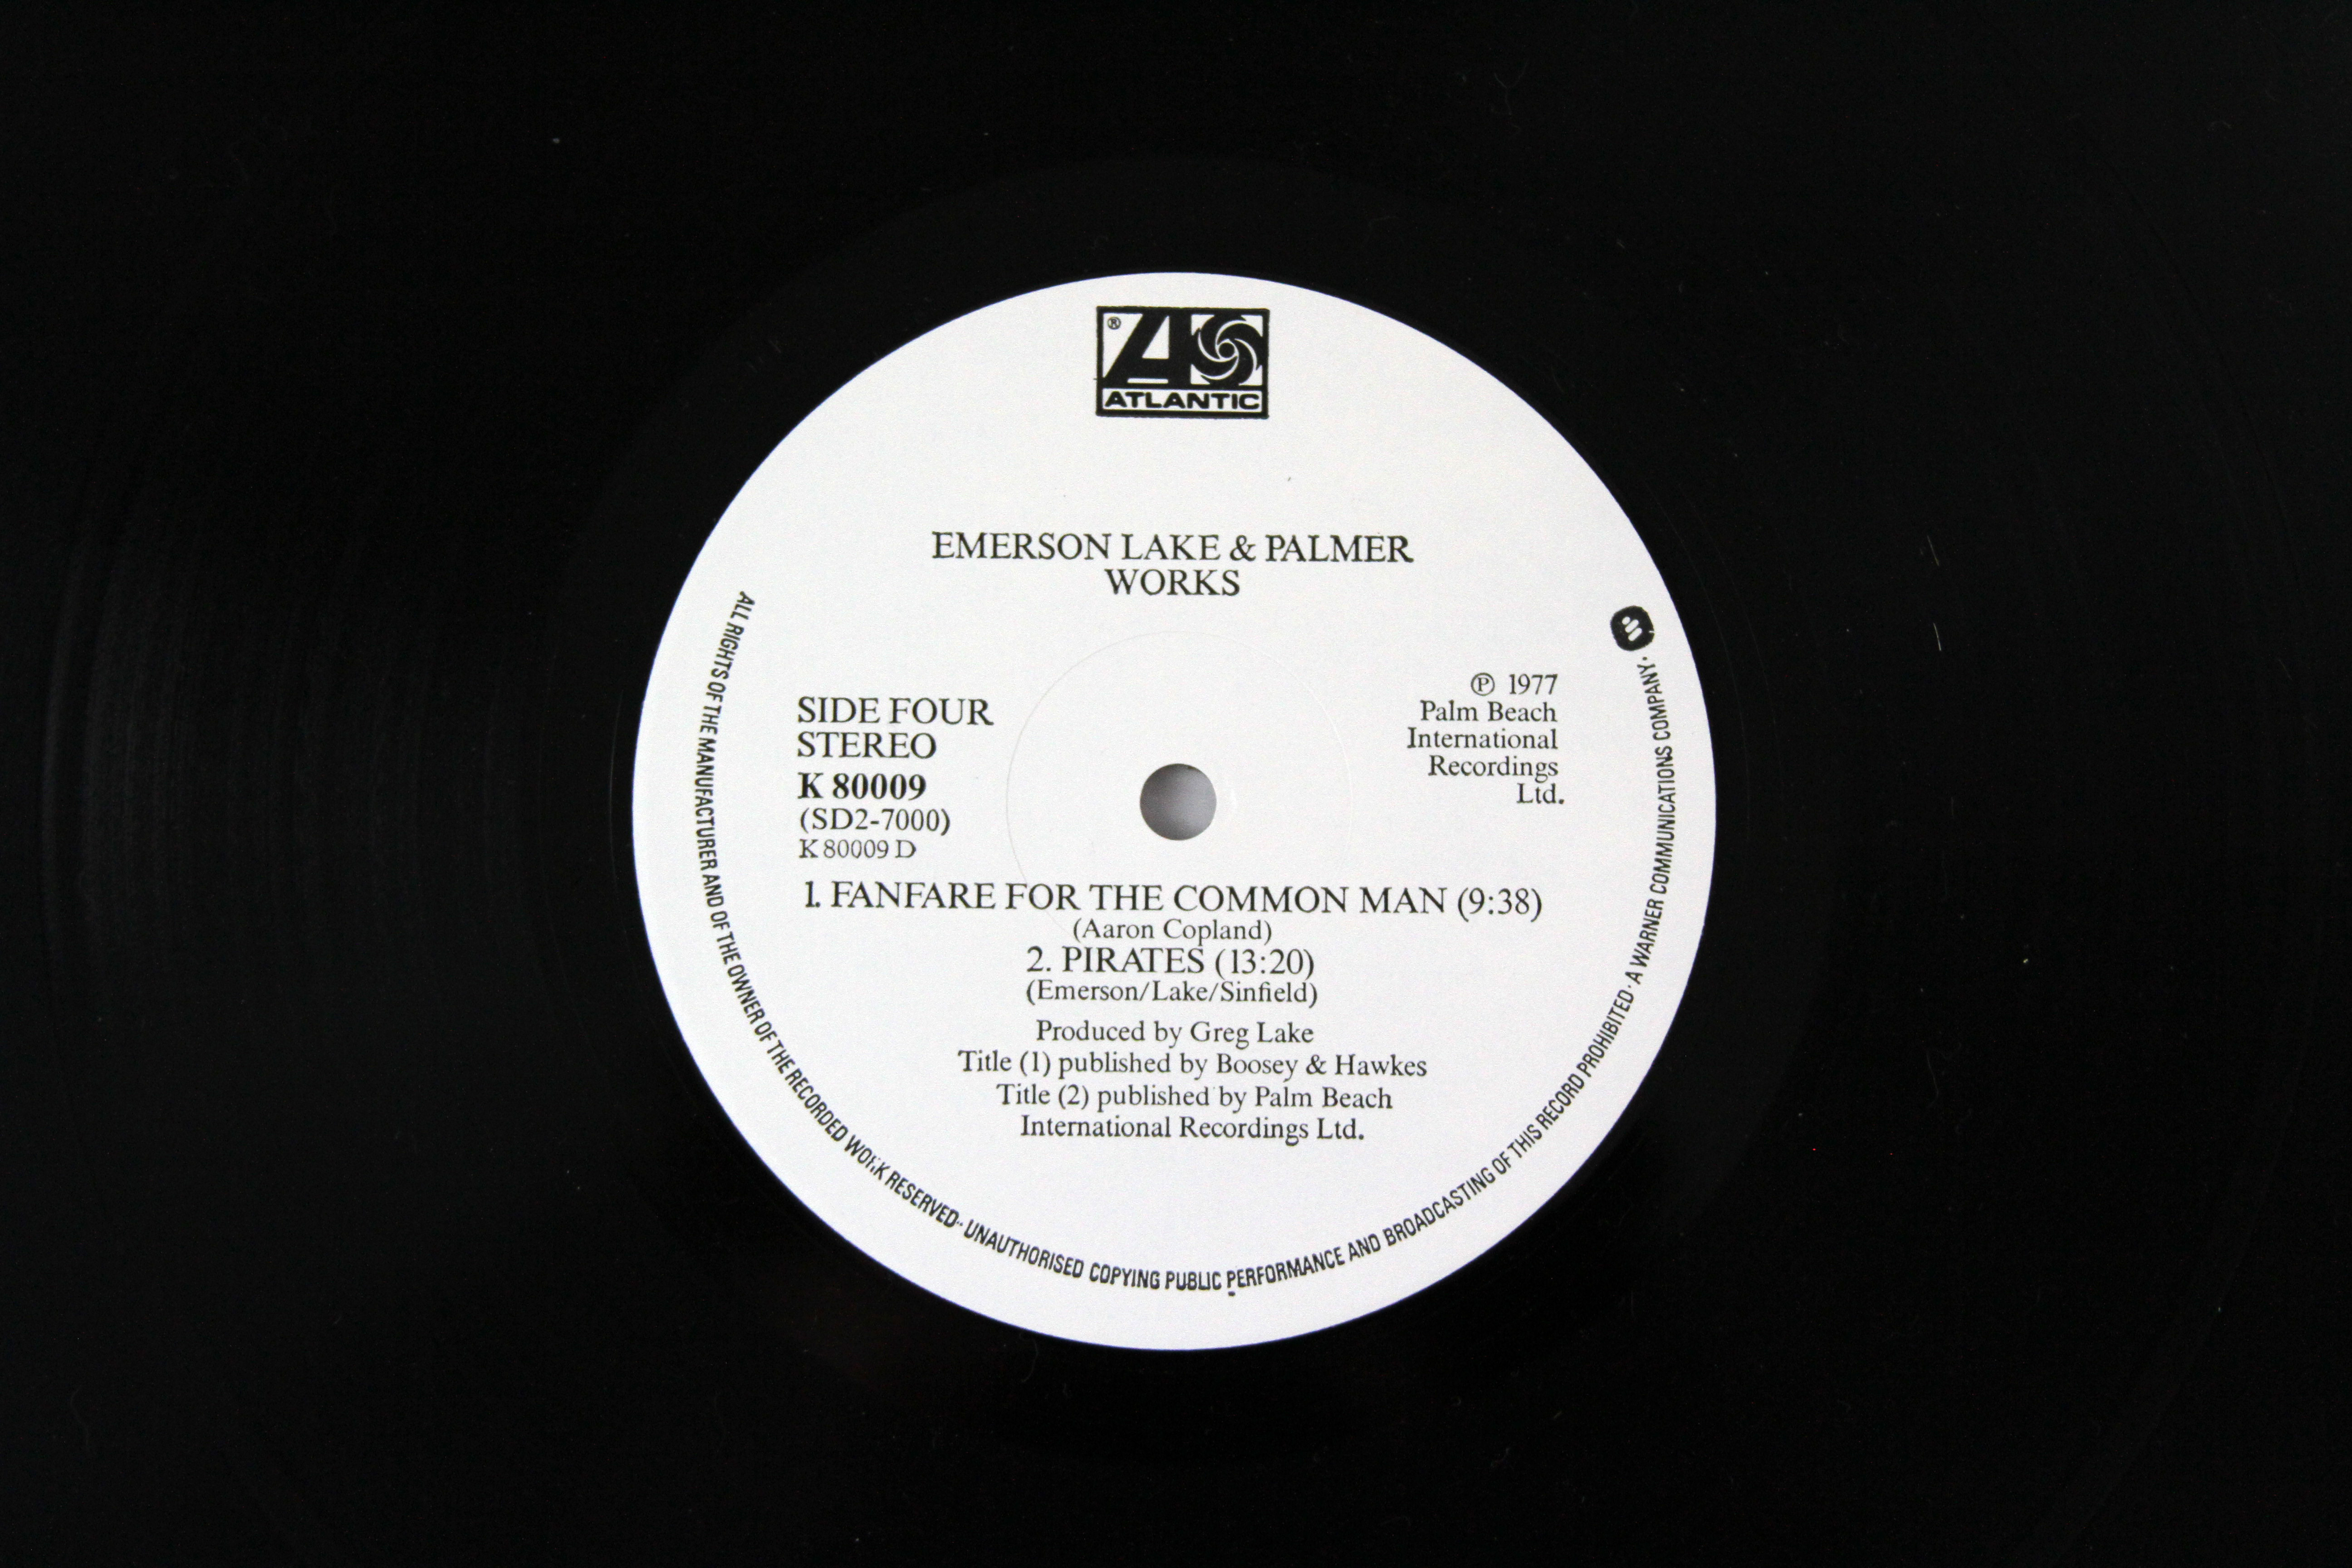 ®
ATLANTIC
EMERSON LAKE & PALMER
WORKS
SIDE FOUR
STEREO
K 80009
(SD2-7000)
K 80009 D
℗ 1977
Palm Beach
International
Recordings
Ltd.
1. FANFARE FOR THE COMMON MAN (9:38)
(Aaron Copland)
2. PIRATES (13:20)
(Emerson/Lake/Sinfield)
Produced by Greg Lake
Title (1) published by Boosey & Hawkes
Title (2) published by Palm Beach
International Recordings Ltd.
ALL RIGHTS OF THE MANUFACTURER AND OF THE OWNER OF THE RECORDED WORK RESERVED · UNAUTHORISED COPYING PUBLIC PERFORMANCE AND BROADCASTING OF THIS RECORD PROHIBITED · A WARNER COMMUNICATIONS COMPANY ·